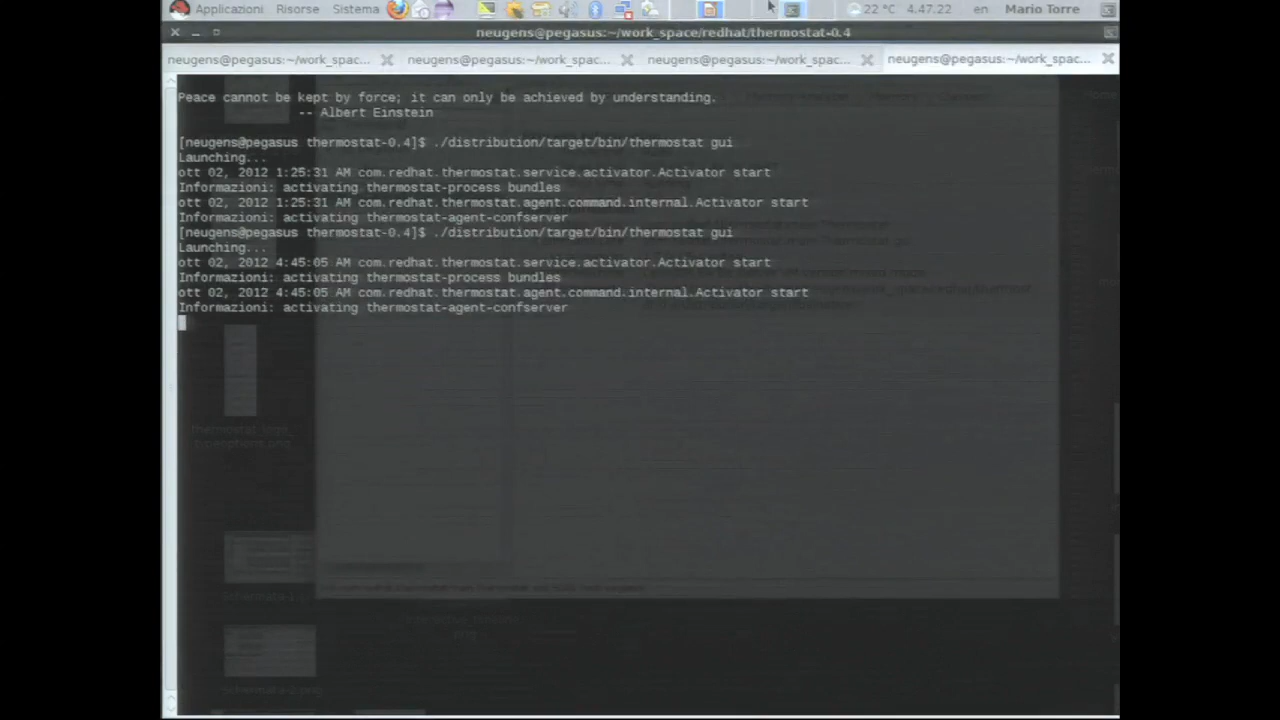 Applicazioni Risorse Sistema 22 °C 4.47.22 en Mario Torre
neugens@pegasus:~/work_space/redhat/thermostat-0.4
neugens@pegasus:~/work_spac... neugens@pegasus:~/work_spac... neugens@pegasus:~/work_spac... neugens@pegasus:~/work_spac...
Peace cannot be kept by force; it can only be achieved by understanding.
-- Albert Einstein
[neugens@pegasus thermostat-0.4]$ ./distribution/target/bin/thermostat gui
Launching...
ott 02, 2012 1:25:31 AM com.redhat.thermostat.service.activator.Activator start
Informazioni: activating thermostat-process bundles
ott 02, 2012 1:25:31 AM com.redhat.thermostat.agent.command.internal.Activator start
Informazioni: activating thermostat-agent-confserver
[neugens@pegasus thermostat-0.4]$ ./distribution/target/bin/thermostat gui
Launching...
ott 02, 2012 4:45:05 AM com.redhat.thermostat.service.activator.Activator start
Informazioni: activating thermostat-process bundles
ott 02, 2012 4:45:05 AM com.redhat.thermostat.agent.command.internal.Activator start
Informazioni: activating thermostat-agent-confserver